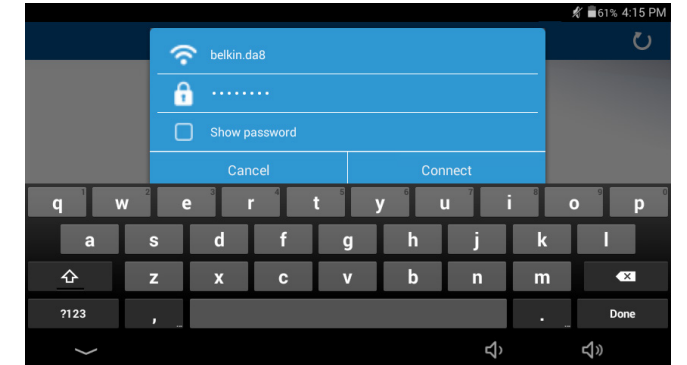 61% 4:15 PM
belkin.da8
········
Show password
Cancel Connect
1 2 3 4 5 6 7 8 9 0
q w e r t y u i o p
a s d f g h j k l
z x c v b n m
?123 , . Done